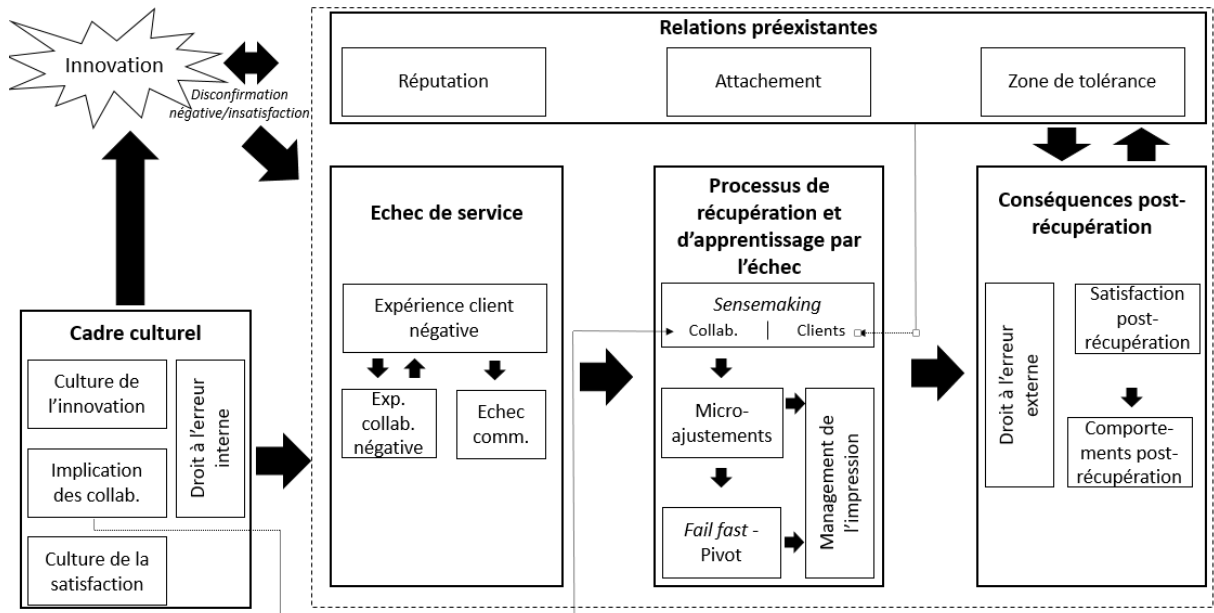 Innovation
Disconfirmation
négative/insatisfaction
Relations préexistantes
Réputation
Attachement
Zone de tolérance
Cadre culturel
Culture de
l'innovation
Implication
des collab.
Culture de la
satisfaction
Droit à l'erreur
interne
Echec de service
Expérience client
négative
Exp.
collab.
négative
Echec
comm.
Processus de
récupération et
d'apprentissage par
l'échec
Sensemaking
Collab. | Clients
Micro-
ajustements
Fail fast -
Pivot
Management de
l'impression
Conséquences post-
récupération
Droit à l'erreur
externe
Satisfaction
post-
récupération
Comporte-
ments post-
récupération